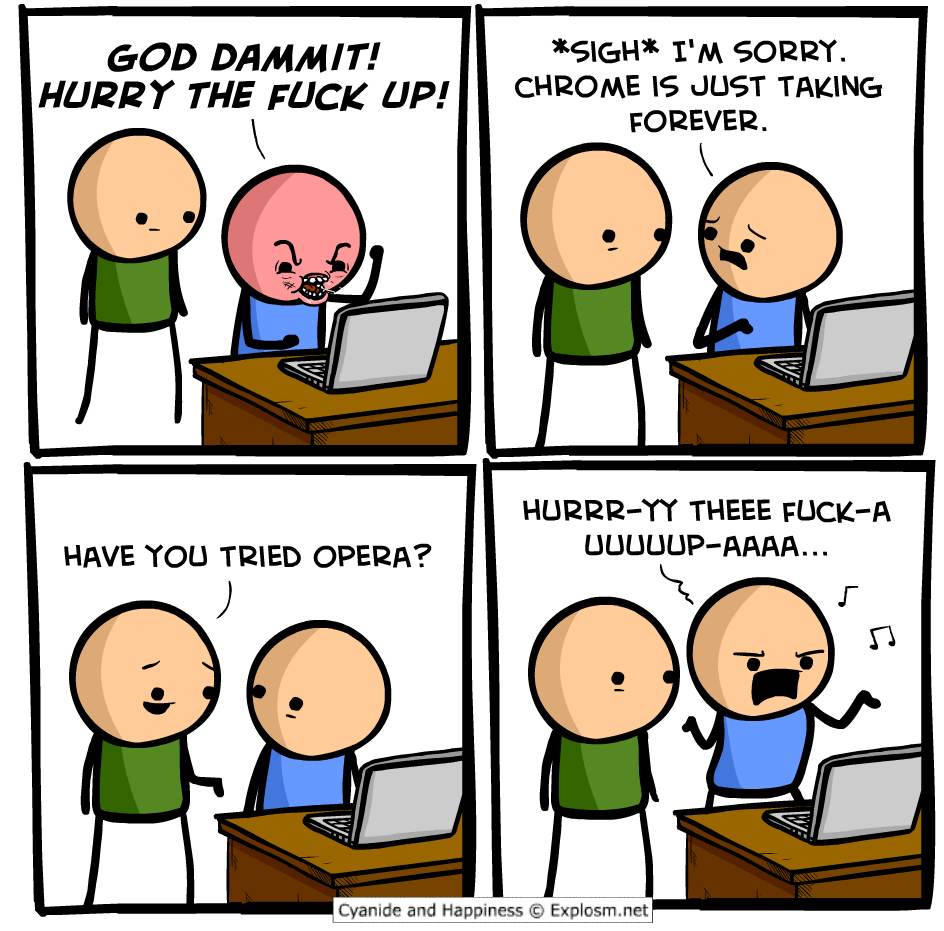 GOD DAMMIT!
HURRY THE FUCK UP!
*SIGH* I'M SORRY.
CHROME IS JUST TAKING
FOREVER.
HAVE YOU TRIED OPERA?
HURRR-YY THEEE FUCK-A
UUUUUP-AAAA...
Cyanide and Happiness © Explosm.net